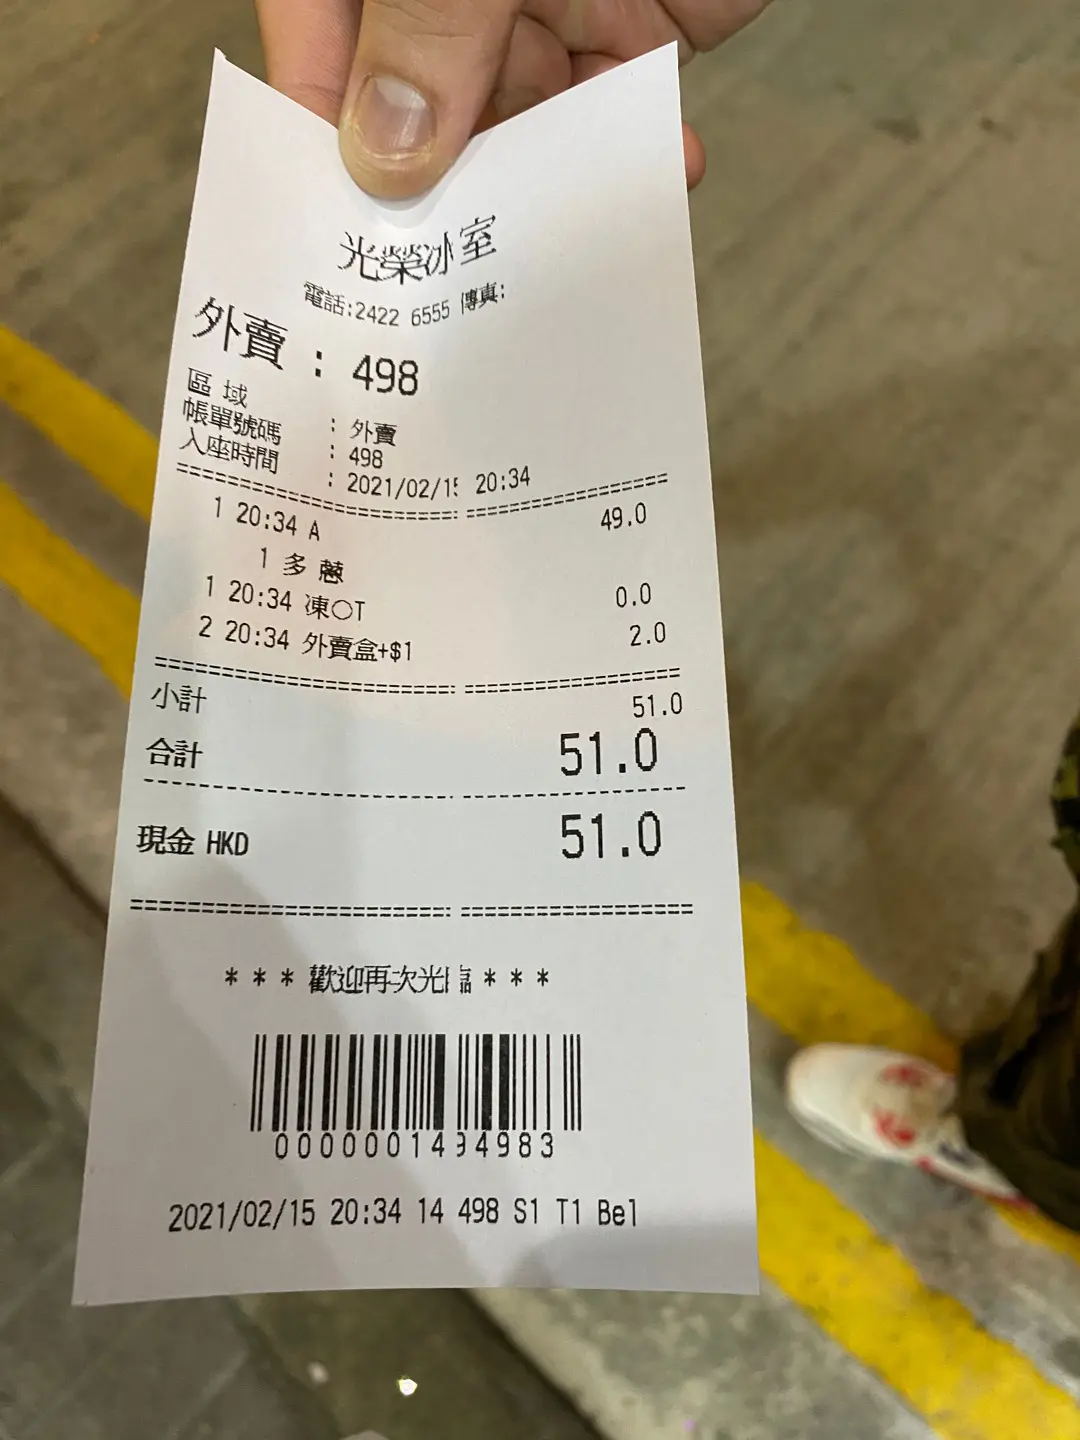 光榮冰室
電話:2422 6555 傳真:
外賣 : 498
區域 : 外賣
帳單號碼 : 498
入座時間 : 2021/02/15 20:34
1 20:34 A 49.0
1 多蔥
1 20:34 凍○T 0.0
2 20:34 外賣盒+$1 2.0
小計 51.0
合計 51.0
現金 HKD 51.0
* * * 歡迎再次光臨 * * *
0000001494983
2021/02/15 20:34 14 498 S1 T1 Bel